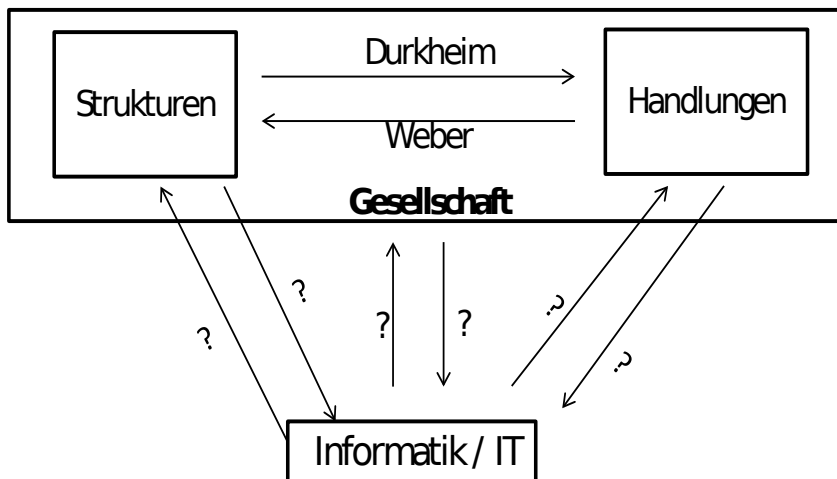 Durkheim
Strukturen
Handlungen
Weber
Gesellschaft
?
?
?
?
?
?
Informatik / IT